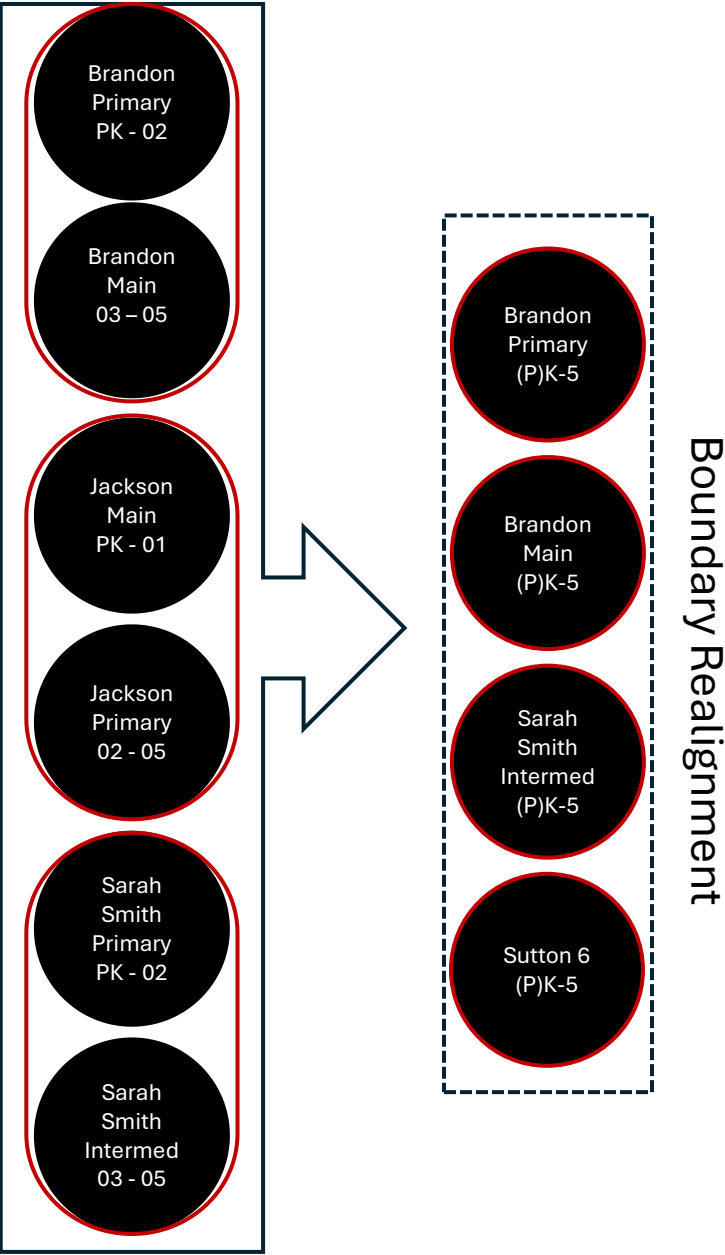 Brandon
Primary
PK - 02
Brandon
Main
03 – 05
Jackson
Main
PK - 01
Jackson
Primary
02 - 05
Sarah
Smith
Primary
PK - 02
Sarah
Smith
Intermed
03 - 05
Brandon
Primary
(P)K-5
Brandon
Main
(P)K-5
Sarah
Smith
Intermed
(P)K-5
Sutton 6
(P)K-5
Boundary Realignment